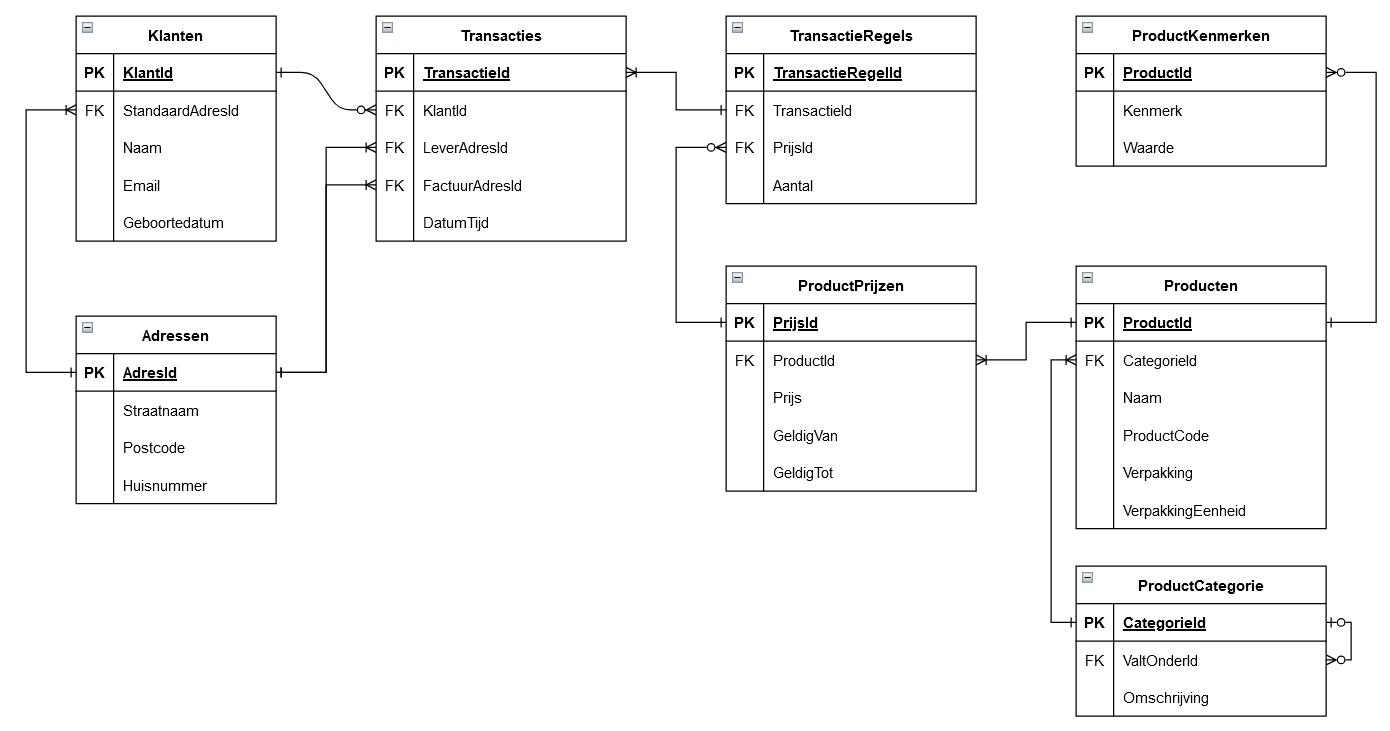 Klanten
PK KlantId
FK StandaardAdresId
Naam
Email
Geboortedatum
Transacties
PK TransactieId
FK KlantId
FK LeverAdresId
FK FactuurAdresId
DatumTijd
TransactieRegels
PK TransactieRegelId
FK TransactieId
FK PrijsId
Aantal
ProductKenmerken
PK ProductId
Kenmerk
Waarde
Adressen
PK AdresId
Straatnaam
Postcode
Huisnummer
ProductPrijzen
PK PrijsId
FK ProductId
Prijs
GeldigVan
GeldigTot
Producten
PK ProductId
FK CategorieId
Naam
ProductCode
Verpakking
VerpakkingEenheid
ProductCategorie
PK CategorieId
FK ValtOnderId
Omschrijving